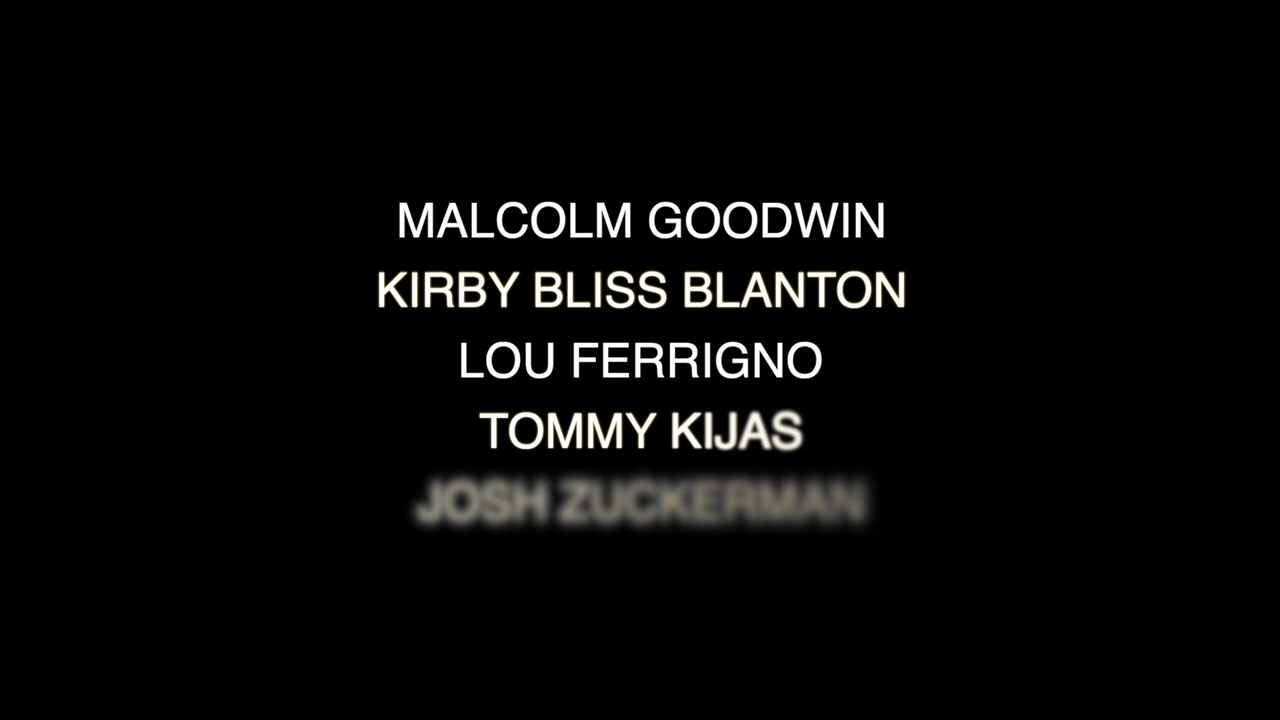 MALCOLM GOODWIN
KIRBY BLISS BLANTON
LOU FERRIGNO
TOMMY KIJAS
JOSH ZUCKERMAN